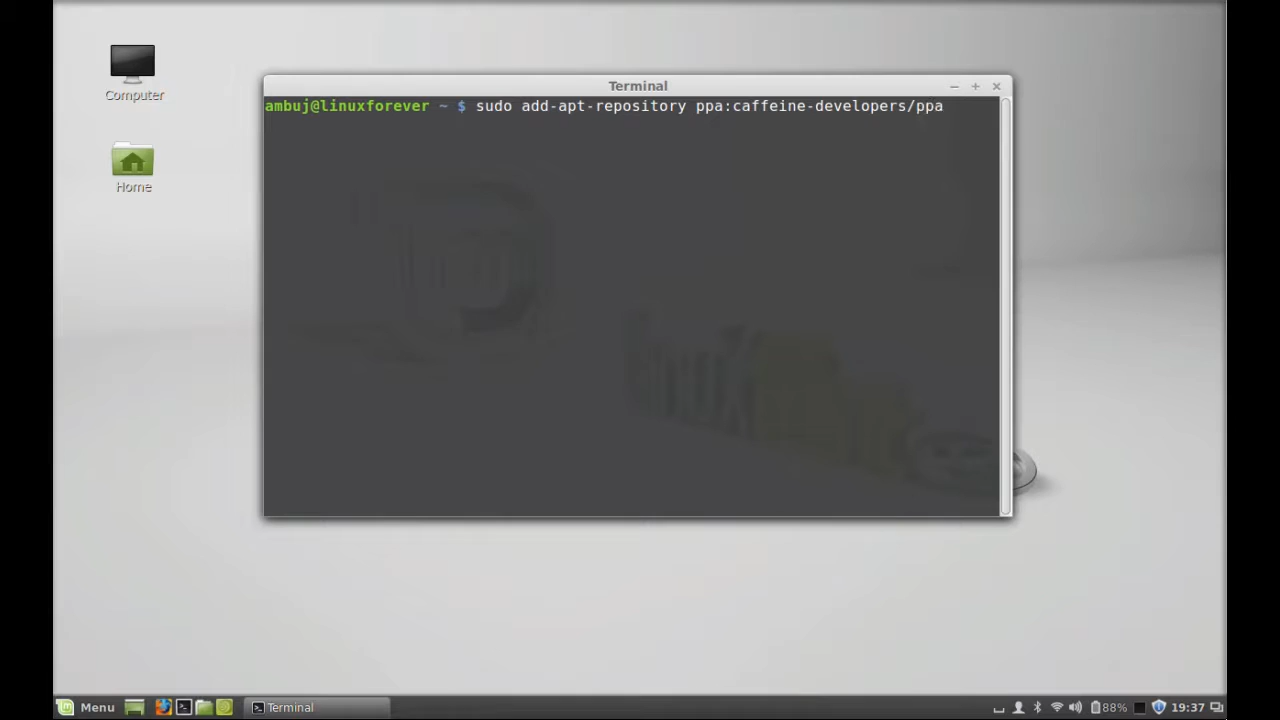 Computer
Home
Terminal
ambuj@linuxforever ~ $ sudo add-apt-repository ppa:caffeine-developers/ppa
Menu
Terminal
88%
19:37